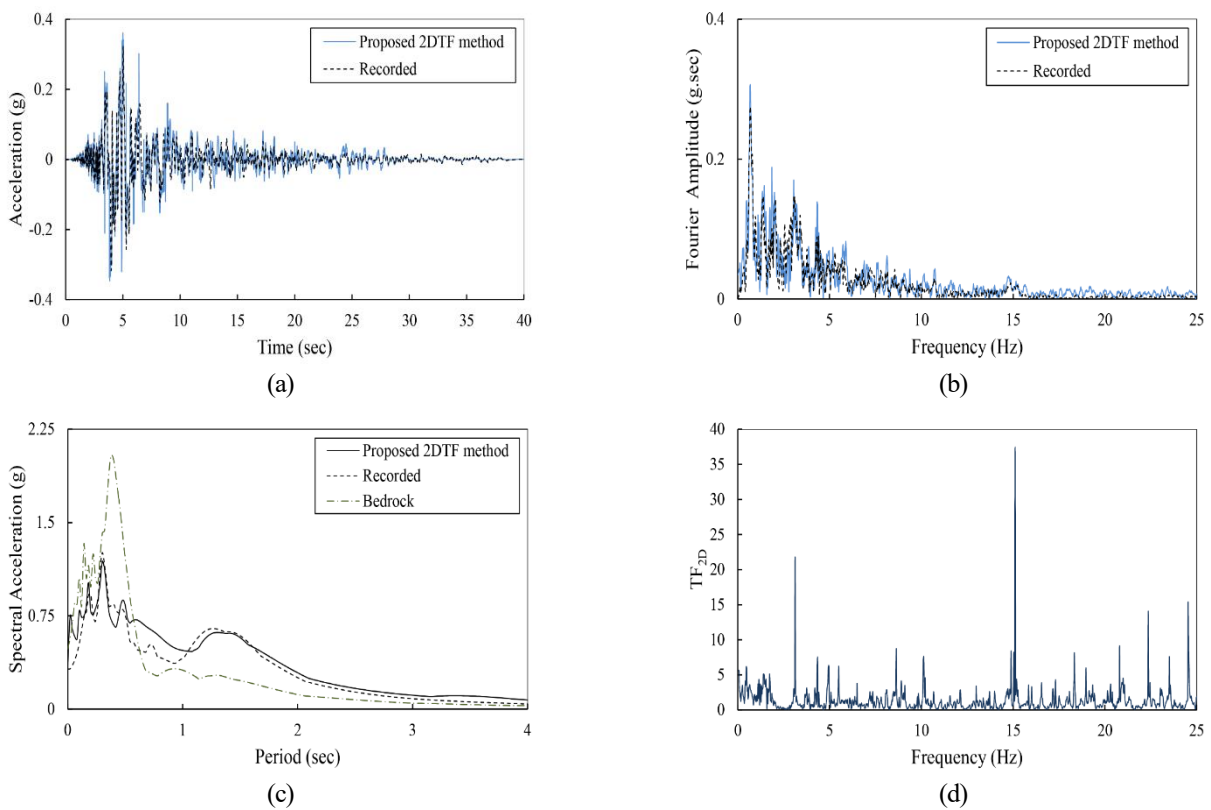 0.4
0.2
0
-0.2
-0.4
Acceleration (g)
Proposed 2DTF method
Recorded
0 5 10 15 20 25 30 35 40
Time (sec)
(a)
0.4
0.2
0
Fourier Amplitude (g.sec)
Proposed 2DTF method
Recorded
0 5 10 15 20 25
Frequency (Hz)
(b)
2.25
1.5
0.75
0
Spectral Acceleration (g)
Proposed 2DTF method
Recorded
Bedrock
0 1 2 3 4
Period (sec)
(c)
40
35
30
25
20
15
10
5
0
TF2D
0 5 10 15 20 25
Frequency (Hz)
(d)